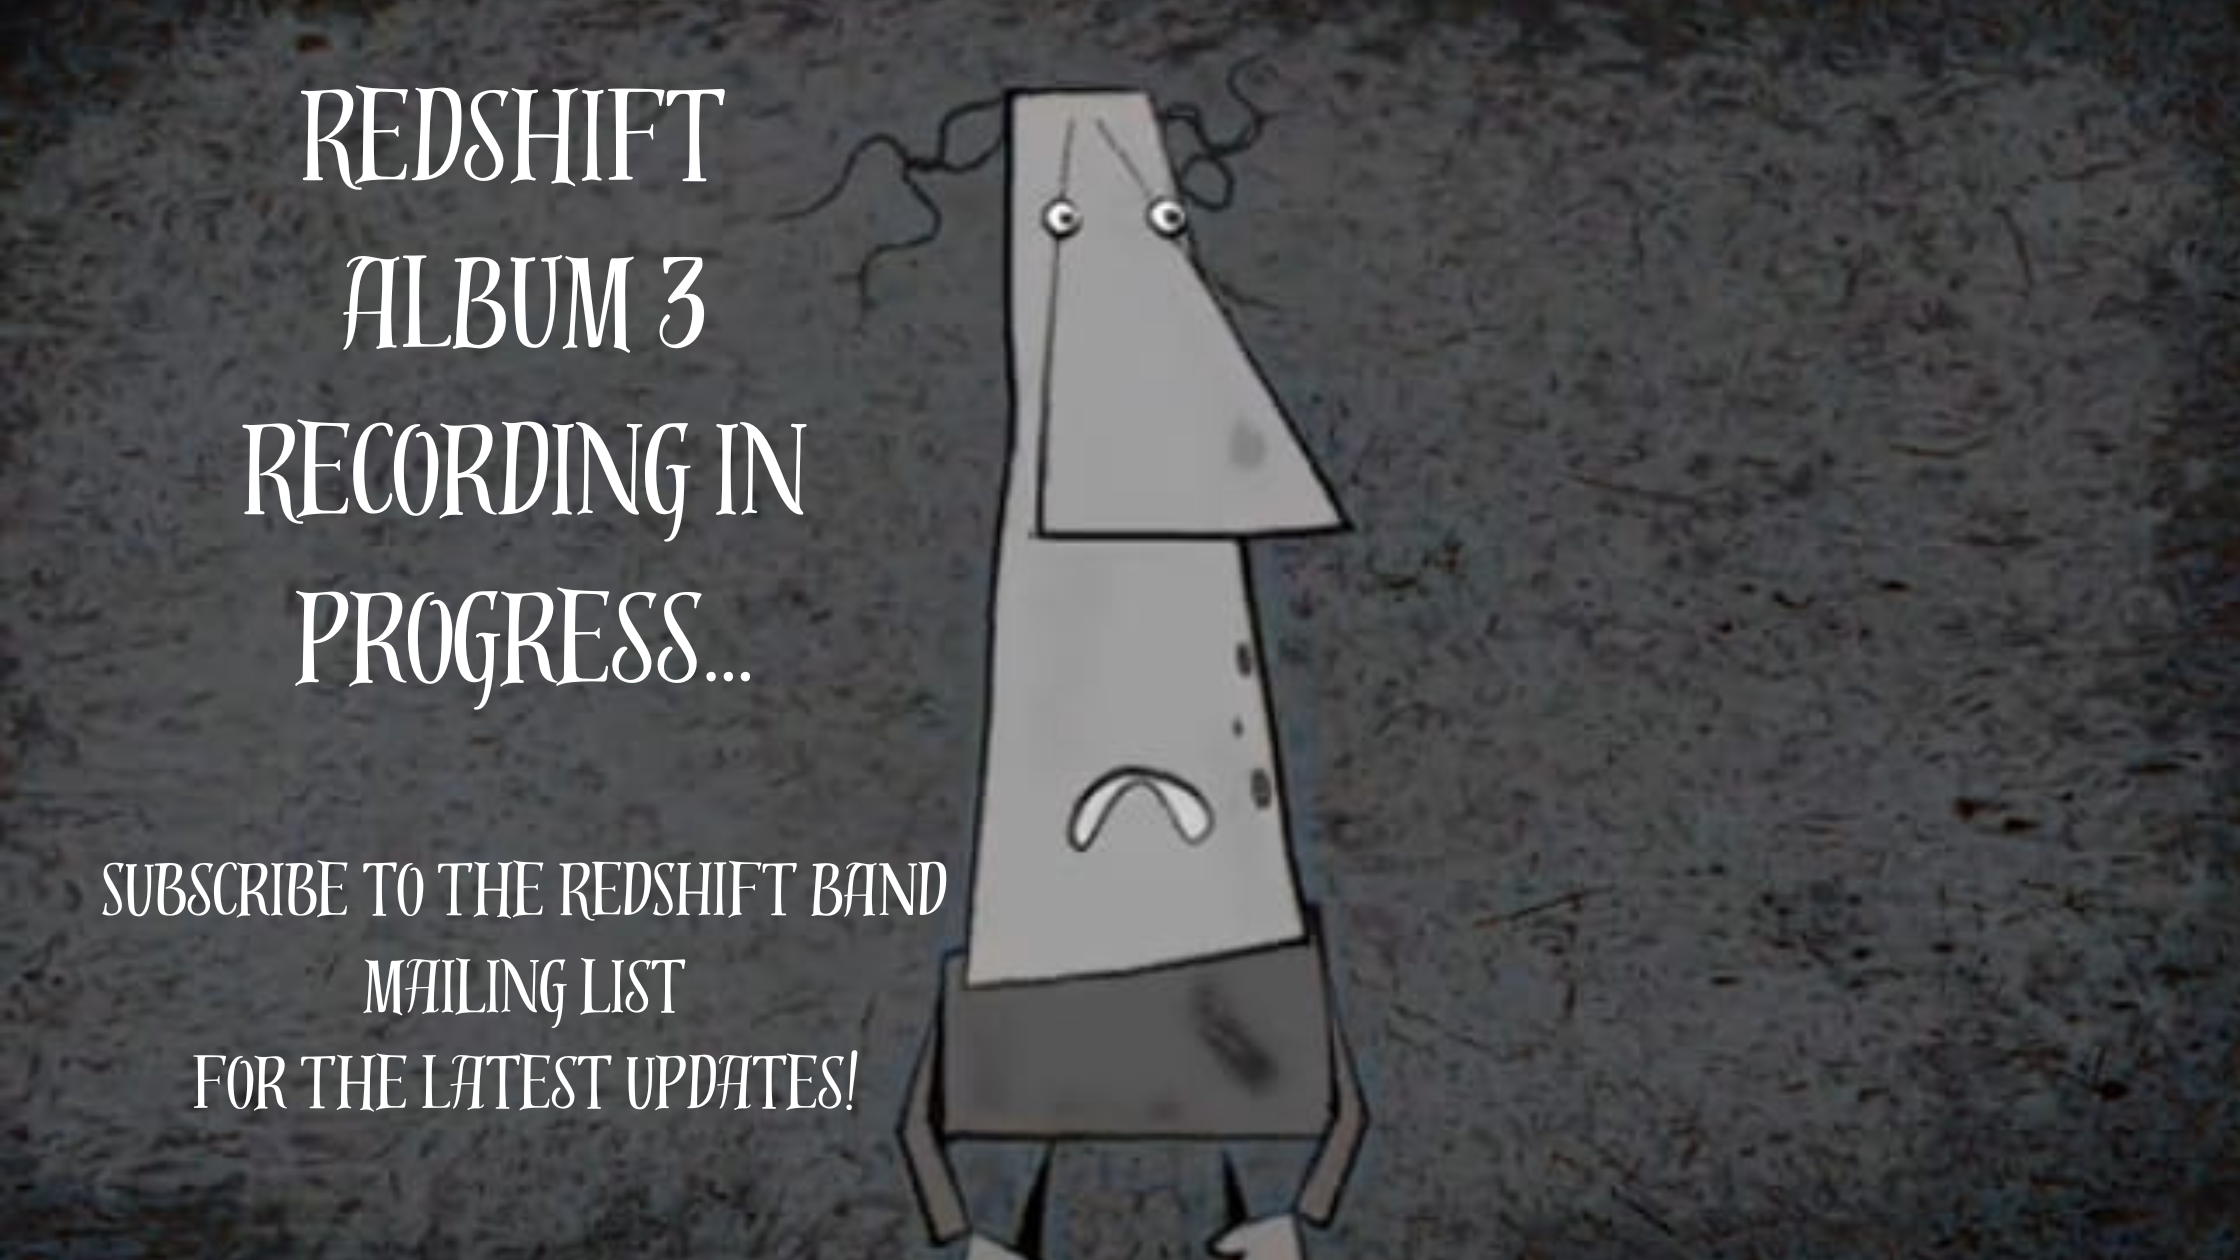 REDSHIFT
ALBUM 3
RECORDING IN
PROGRESS...
SUBSCRIBE TO THE REDSHIFT BAND
MAILING LIST
FOR THE LATEST UPDATES!